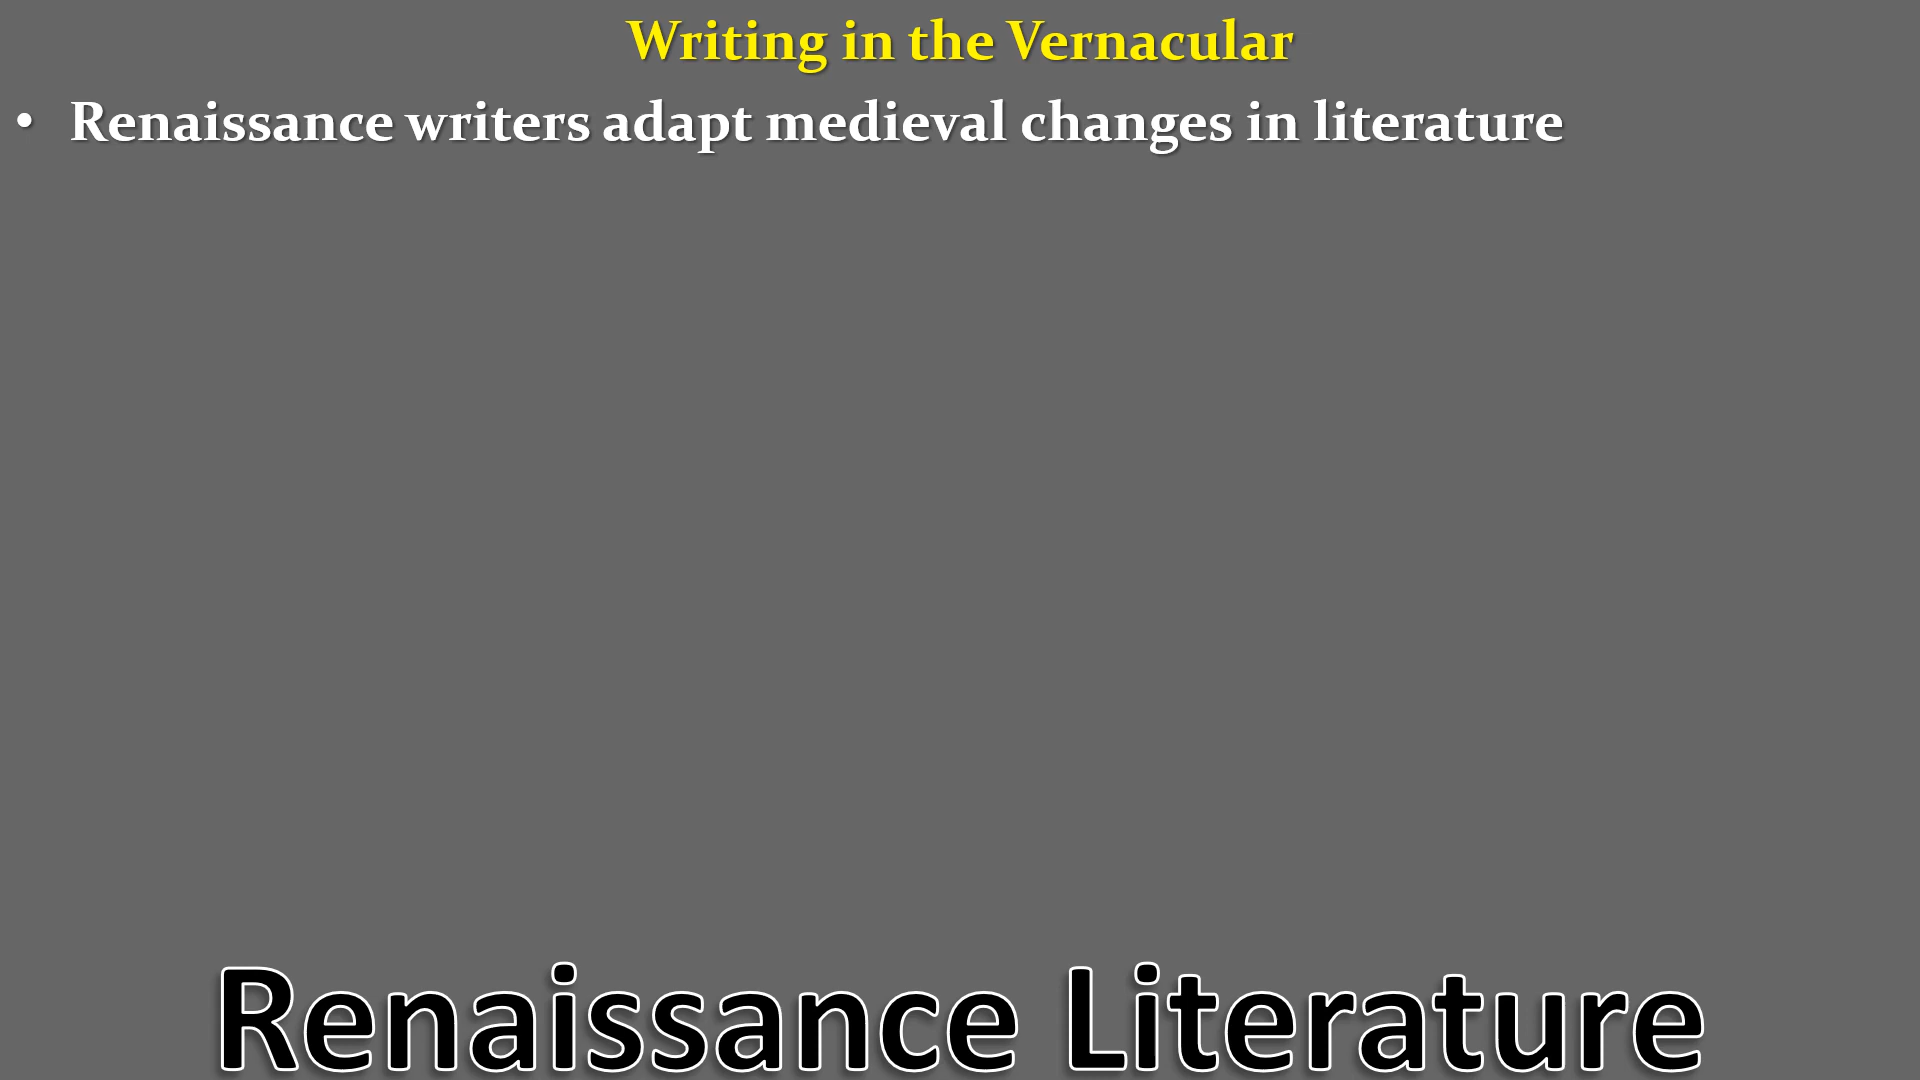 Writing in the Vernacular
• Renaissance writers adapt medieval changes in literature
Renaissance Literature